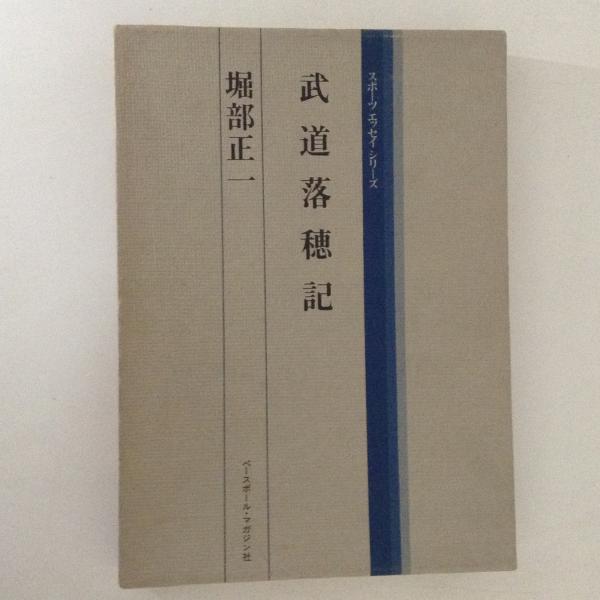 スポーツ エッセイ シリーズ
武道落穂記
堀部正一
ベースボール・マガジン社